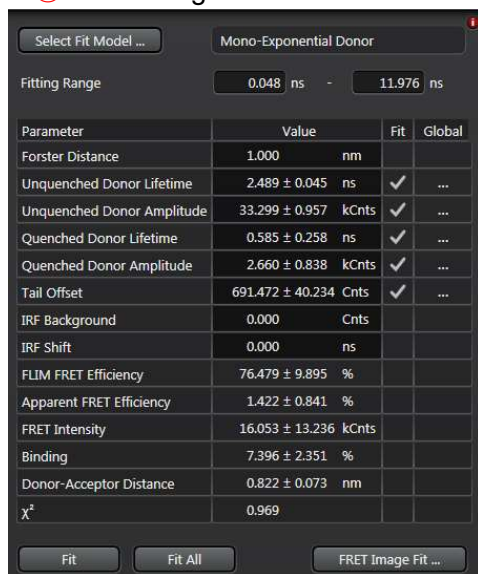 Select Fit Model ... Mono-Exponential Donor
Fitting Range 0.048 ns - 11.976 ns
Parameter Value Fit Global
Forster Distance 1.000 nm
Unquenched Donor Lifetime 2.489 ± 0.045 ns ✓ ...
Unquenched Donor Amplitude 33.299 ± 0.957 kCnts ✓ ...
Quenched Donor Lifetime 0.585 ± 0.258 ns ✓ ...
Quenched Donor Amplitude 2.660 ± 0.838 kCnts ✓ ...
Tail Offset 691.472 ± 40.234 Cnts ✓ ...
IRF Background 0.000 Cnts
IRF Shift 0.000 ns
FLIM FRET Efficiency 76.479 ± 9.895 %
Apparent FRET Efficiency 1.422 ± 0.841 %
FRET Intensity 16.053 ± 13.236 kCnts
Binding 7.396 ± 2.351 %
Donor-Acceptor Distance 0.822 ± 0.073 nm
χ² 0.969
Fit Fit All FRET Image Fit ...